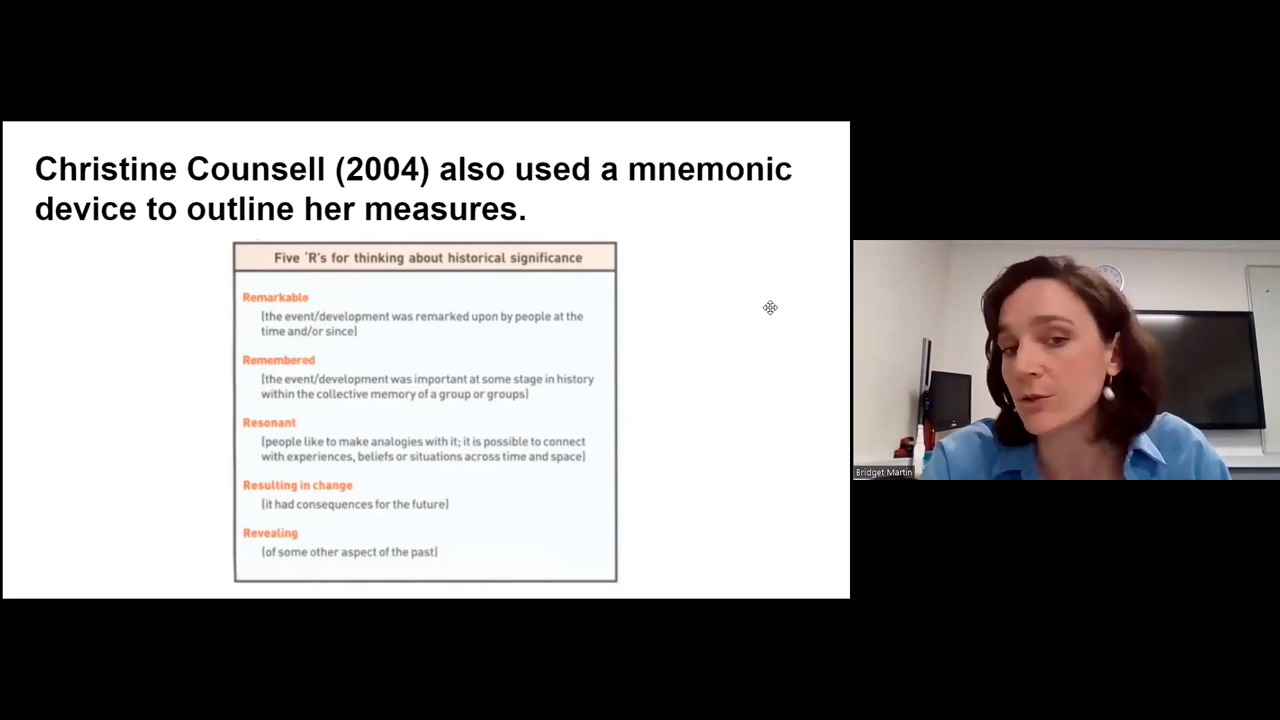 Christine Counsell (2004) also used a mnemonic
device to outline her measures.
Five 'R's for thinking about historical significance
Remarkable
(the event/development was remarked upon by people at the
time and/or since)
Remembered
(the event/development was important at some stage in history
within the collective memory of a group or groups)
Resonant
(people like to make analogies with it; it is possible to connect
with experiences, beliefs or situations across time and space)
Resulting in change
(it had consequences for the future)
Revealing
(of some other aspect of the past)
Bridget Martin